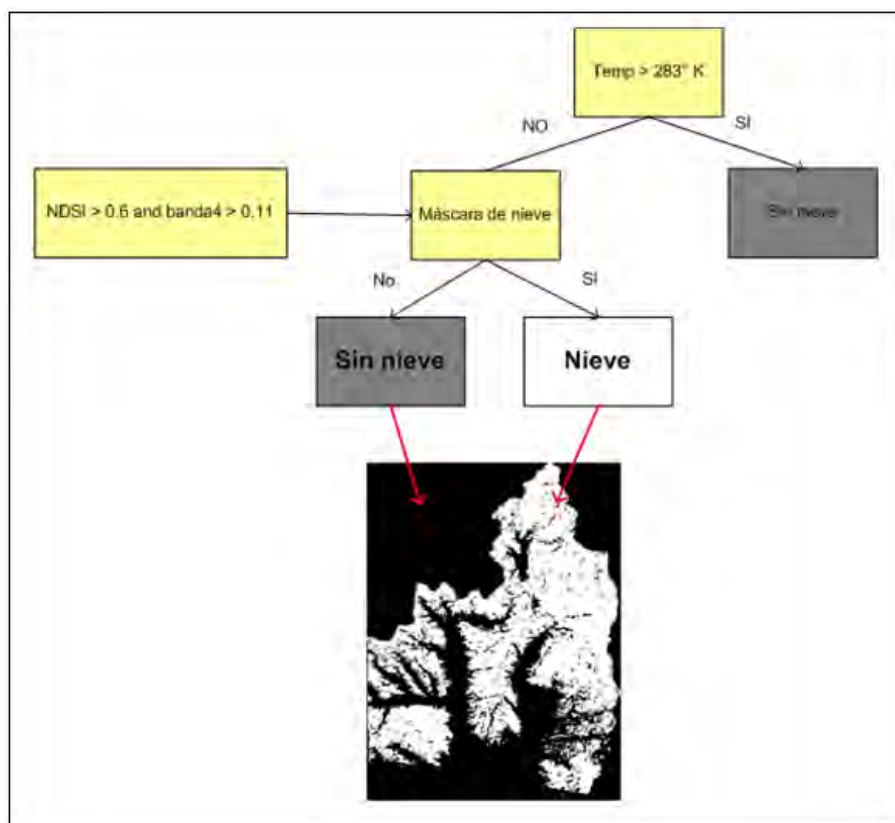 Temp > 283° K
NO
SI
NDSI > 0.6 and banda4 > 0.11
Máscara de nieve
Sin nieve
No
SI
Sin nieve
Nieve